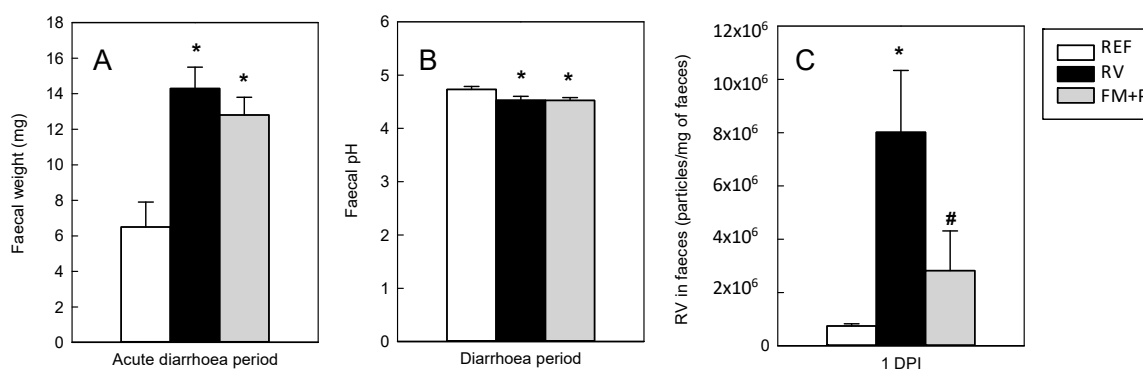 A
18
16
14
12
10
8
6
4
2
0
Faecal weight (mg)
* *
Acute diarrhoea period
B
6
5
4
3
2
1
0
Faecal pH
* *
Diarrhoea period
C
12x10⁶
10x10⁶
8x10⁶
6x10⁶
4x10⁶
2x10⁶
0
RV in faeces (particles/mg of faeces)
*
#
1 DPI
REF
RV